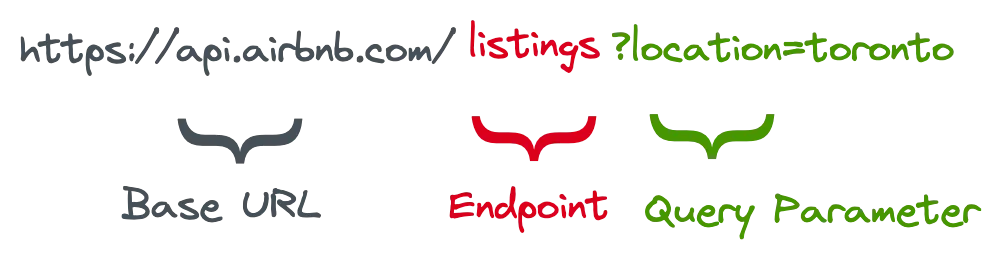 https://api.airbnb.com/ listings ?location=toronto
Base URL Endpoint Query Parameter